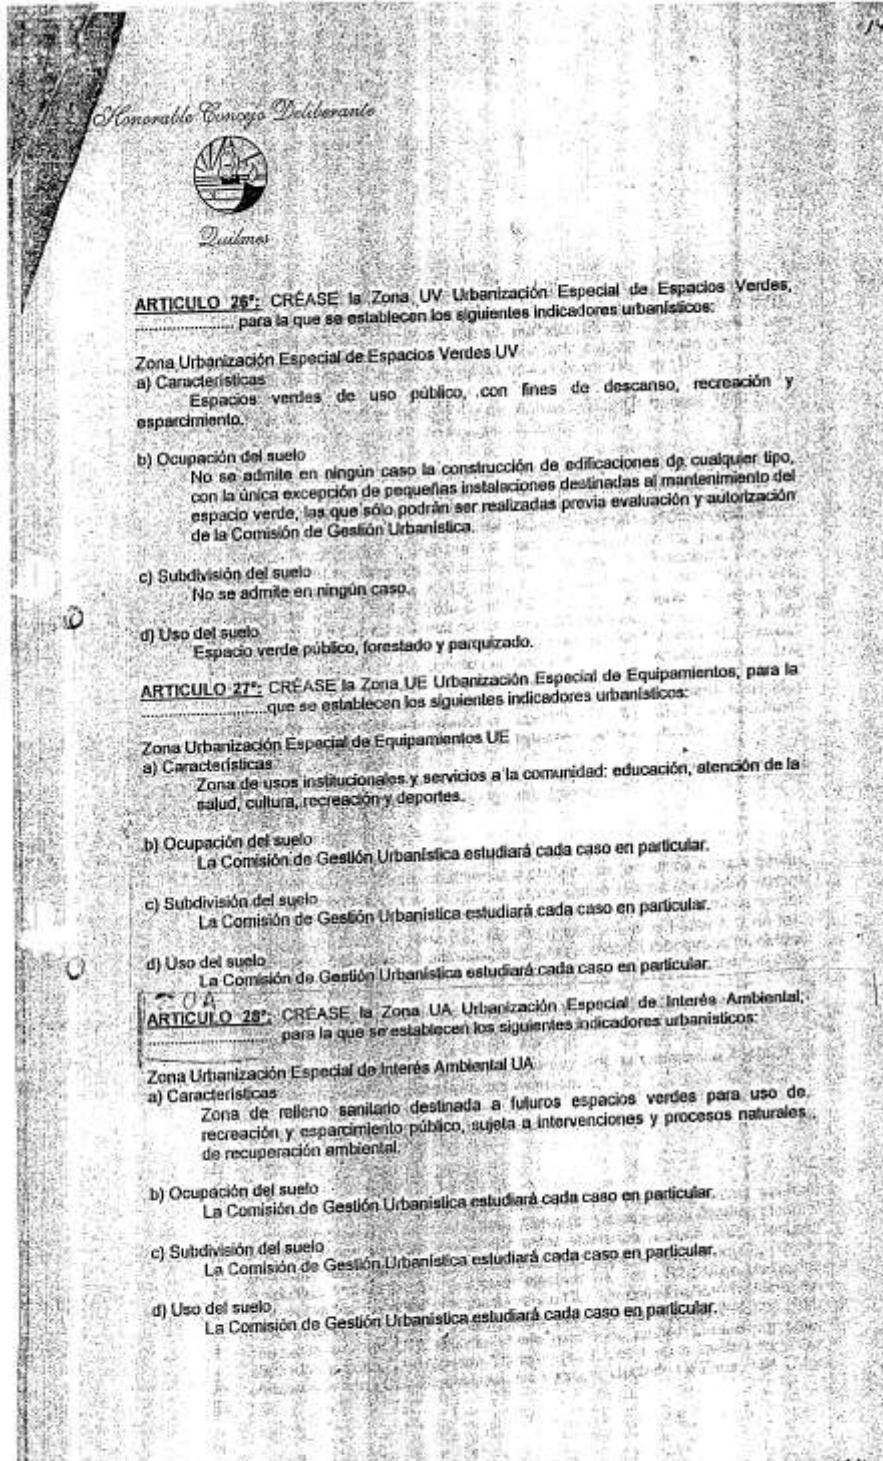 Honorable Concejo Deliberante
Quilmes
ARTICULO 26º: CRÉASE la Zona UV Urbanización Especial de Espacios Verdes,
.................... para la que se establecen los siguientes indicadores urbanísticos:
Zona Urbanización Especial de Espacios Verdes UV
a) Características
Espacios verdes de uso público, con fines de descanso, recreación y
esparcimiento.
b) Ocupación del suelo
No se admite en ningún caso la construcción de edificaciones de cualquier tipo,
con la única excepción de pequeñas instalaciones destinadas al mantenimiento del
espacio verde, las que sólo podrán ser realizadas previa evaluación y autorización
de la Comisión de Gestión Urbanística.
c) Subdivisión del suelo
No se admite en ningún caso.
d) Uso del suelo
Espacio verde público, forestado y parquizado.
ARTICULO 27º: CRÉASE la Zona UE Urbanización Especial de Equipamientos, para la
.........................que se establecen los siguientes indicadores urbanísticos:
Zona Urbanización Especial de Equipamientos UE
a) Características
Zona de usos institucionales y servicios a la comunidad: educación, atención de la
salud, cultura, recreación y deportes.
b) Ocupación del suelo
La Comisión de Gestión Urbanística estudiará cada caso en particular.
c) Subdivisión del suelo
La Comisión de Gestión Urbanística estudiará cada caso en particular.
d) Uso del suelo
La Comisión de Gestión Urbanística estudiará cada caso en particular.
ARTICULO 28º: CRÉASE la Zona UA Urbanización Especial de Interés Ambiental,
......................... para la que se establecen los siguientes indicadores urbanísticos:
Zona Urbanización Especial de Interés Ambiental UA
a) Características
Zona de relleno sanitario destinada a futuros espacios verdes para uso de
recreación y esparcimiento público, sujeta a intervenciones y procesos naturales
de recuperación ambiental.
b) Ocupación del suelo
La Comisión de Gestión Urbanística estudiará cada caso en particular.
c) Subdivisión del suelo
La Comisión de Gestión Urbanística estudiará cada caso en particular.
d) Uso del suelo
La Comisión de Gestión Urbanística estudiará cada caso en particular.